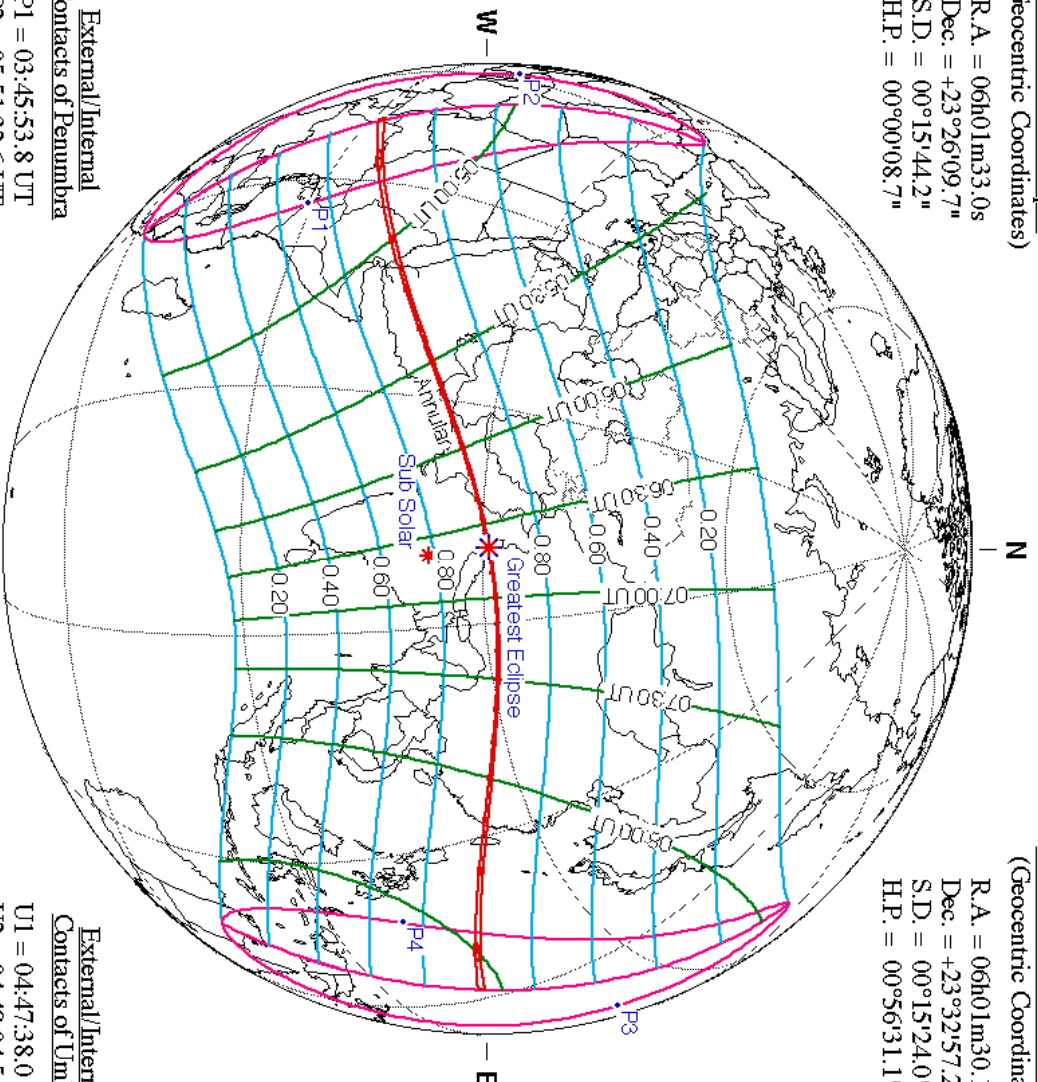 Geocentric Coordinates)
R.A. = 06h01m33.0s
Dec. = +23°26'09.7"
S.D. = 00°15'44.2"
H.P. = 00°00'08.7"
(Geocentric Coordina
R.A. = 06h01m30.
Dec. = +23°32'57.2
S.D. = 00°15'24.0
H.P. = 00°56'31.1
N
W
E
P2
P1
P3
P4
05:00 UT
05:30 UT
06:00 UT
06:30 UT
07:00 UT
07:30 UT
08:00 UT
0.20
0.40
0.60
0.80
Greatest Eclipse
Annular
Sub Solar
0.80
0.60
0.40
0.20
External/Internal
ontacts of Penumbra
P1 = 03:45:53.8 UT
External/Intern
Contacts of Um
U1 = 04:47:38.0